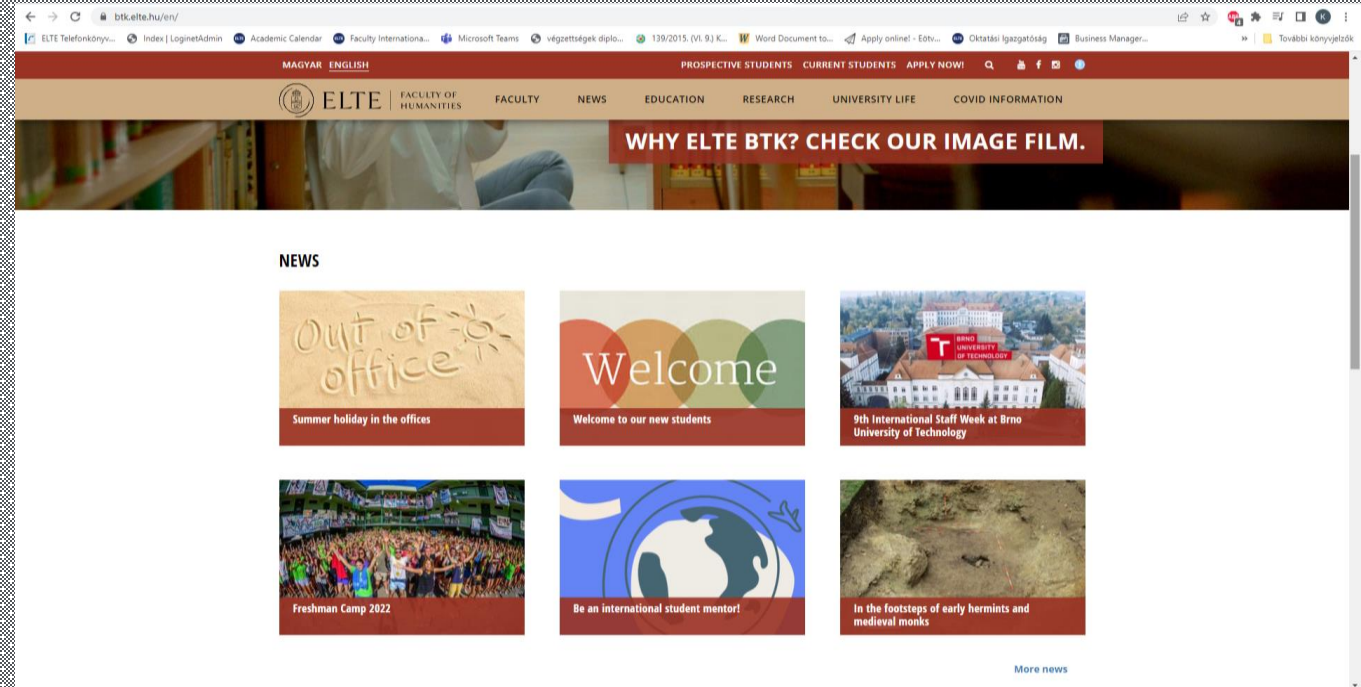 btk.elte.hu/en/
ELTE Telefonkönyv... Index | LoginetAdmin Academic Calendar Faculty Internationa... Microsoft Teams végzettségek diplo... 139/2015. (VI. 9.) K... Word Document to... Apply online! - Eötv... Oktatási Igazgatóság Business Manager... » További könyvjelzők
MAGYAR ENGLISH PROSPECTIVE STUDENTS CURRENT STUDENTS APPLY NOW!
ELTE | FACULTY OF HUMANITIES FACULTY NEWS EDUCATION RESEARCH UNIVERSITY LIFE COVID INFORMATION
WHY ELTE BTK? CHECK OUR IMAGE FILM.
NEWS
Out of
office
Summer holiday in the offices
Welcome
Welcome to our new students
BRNO
UNIVERSITY
OF TECHNOLOGY
9th International Staff Week at Brno
University of Technology
Freshman Camp 2022
Be an international student mentor!
In the footsteps of early hermints and
medieval monks
More news